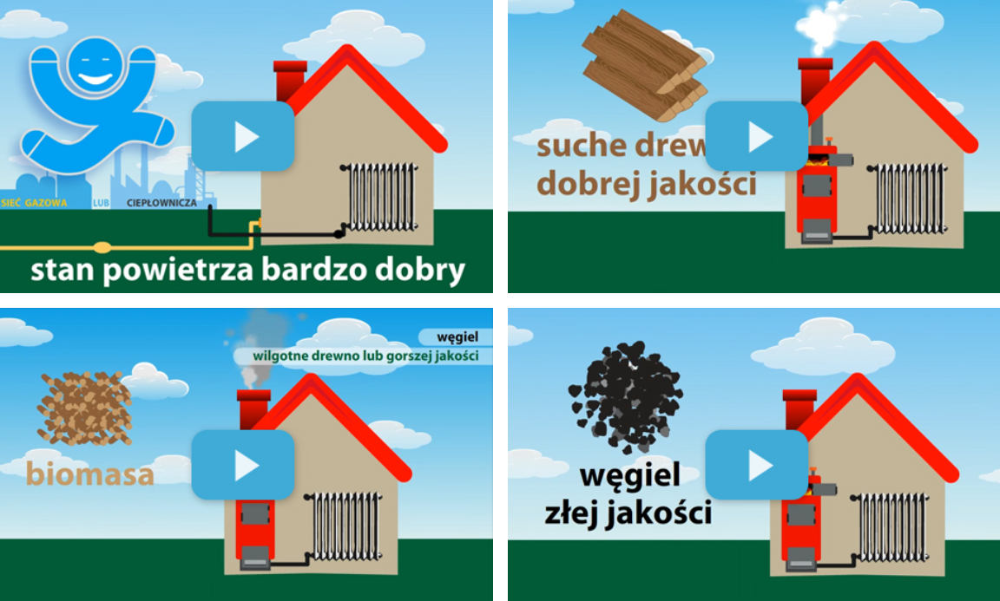 SIEĆ GAZOWA LUB CIEPŁOWNICZA
stan powietrza bardzo dobry
suche drew
dobrej jakości
węgiel
wilgotne drewno lub gorszej jakości
biomasa
węgiel
złej jakości